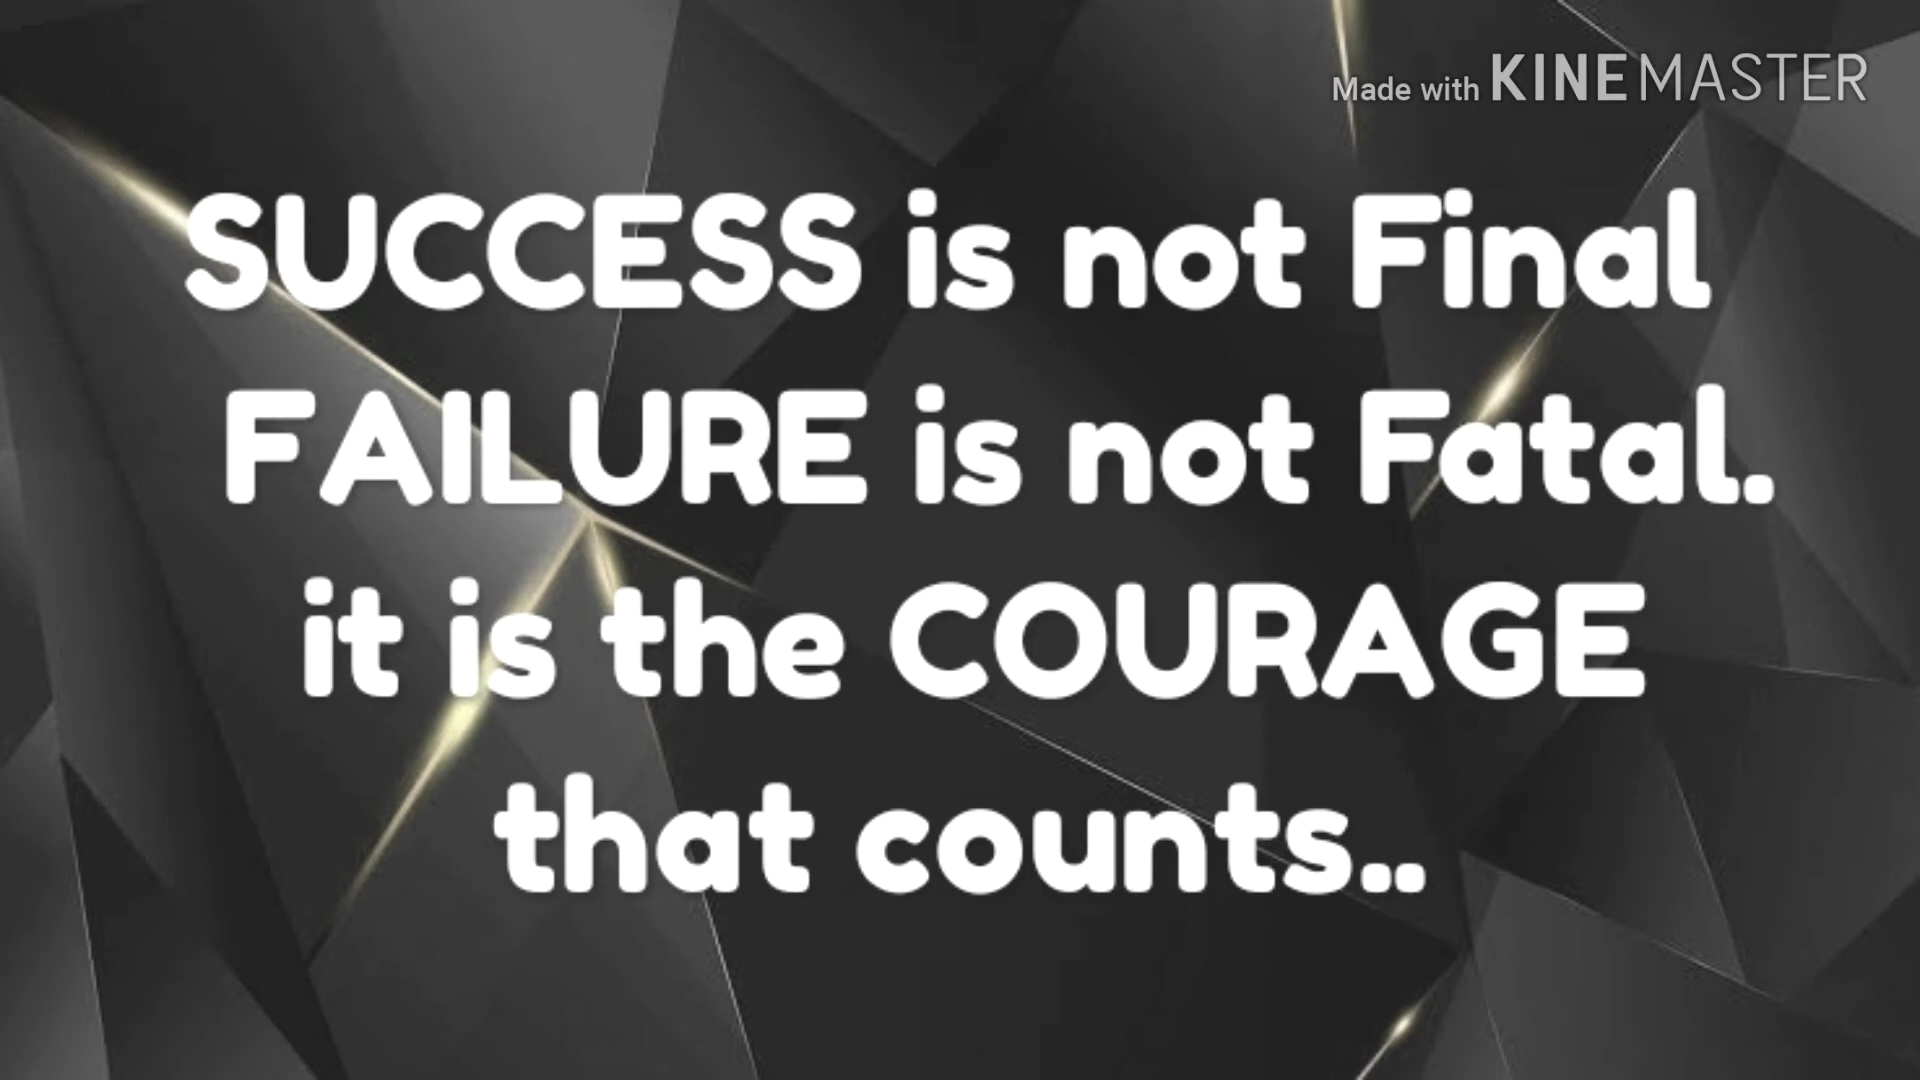 Made with KINEMASTER
SUCCESS is not Final
FAILURE is not Fatal.
it is the COURAGE
that counts..